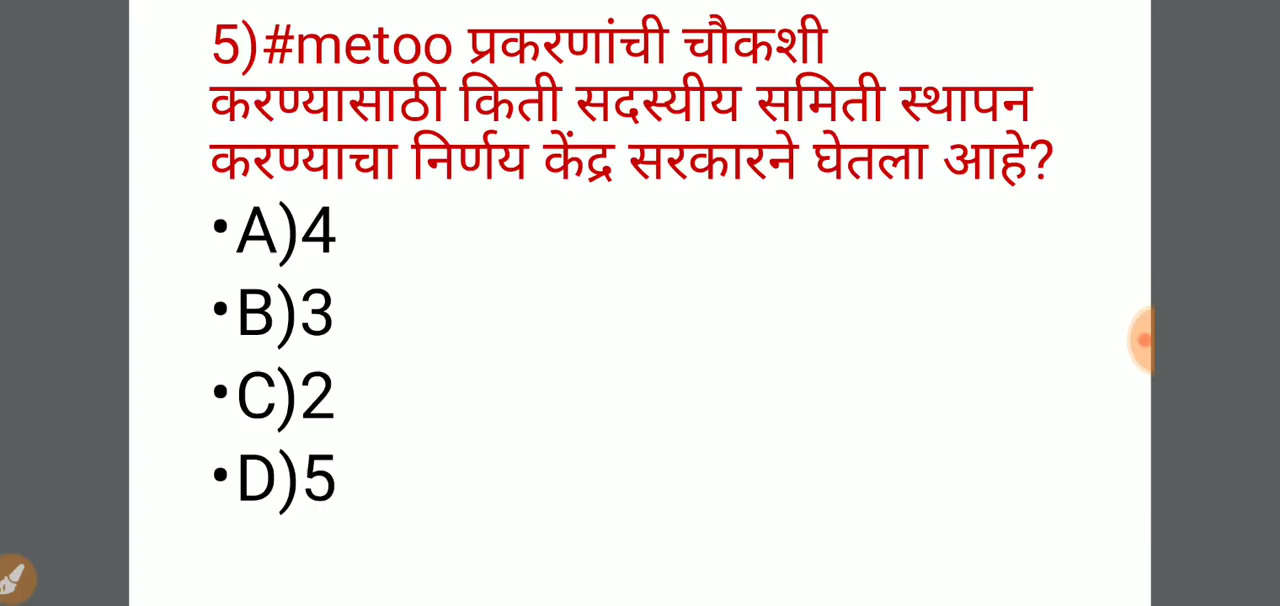 5)#metoo प्रकरणांची चौकशी
करण्यासाठी किती सदस्यीय समिती स्थापन
करण्याचा निर्णय केंद्र सरकारने घेतला आहे?
•A)4
•B)3
•C)2
•D)5